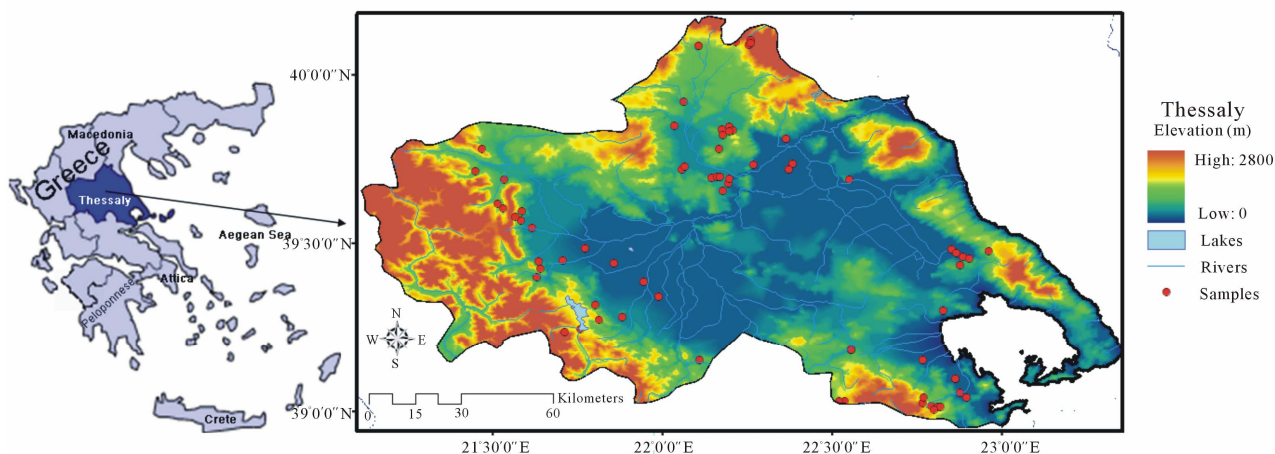 Greece
Macedonia
Thessaly
Aegean Sea
Attica
Peloponnese
Crete
40°0'0"N
39°30'0"N
39°0'0"N
21°30'0"E
22°0'0"E
22°30'0"E
23°0'0"E
N
W E
S
Kilometers
0 15 30 60
Thessaly
Elevation (m)
High: 2800
Low: 0
Lakes
Rivers
Samples